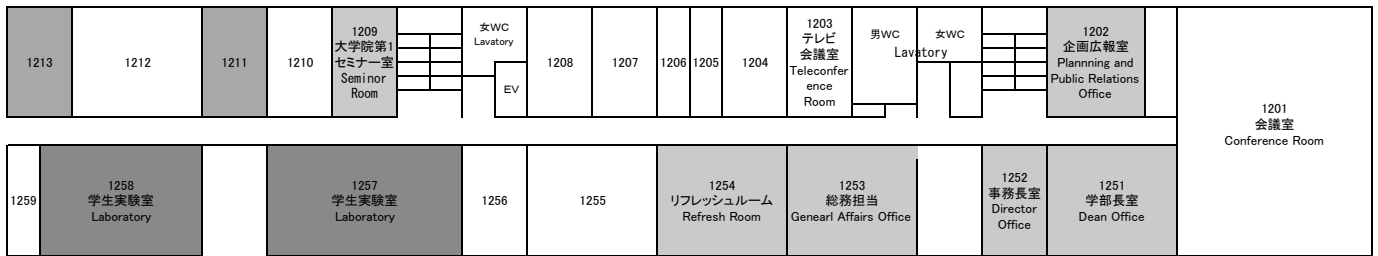 1213
1212
1211
1210
1209
大学院第1
セミナー室
Seminor
Room
女WC
Lavatory
EV
1208
1207
1206
1205
1204
1203
テレビ
会議室
Teleconfer
ence
Room
男WC
女WC
Lavatory
1202
企画広報室
Plannning and
Public Relations
Office
1201
会議室
Conference Room
1259
1258
学生実験室
Laboratory
1257
学生実験室
Laboratory
1256
1255
1254
リフレッシュルーム
Refresh Room
1253
総務担当
Genearl Affairs Office
1252
事務長室
Director
Office
1251
学部長室
Dean Office